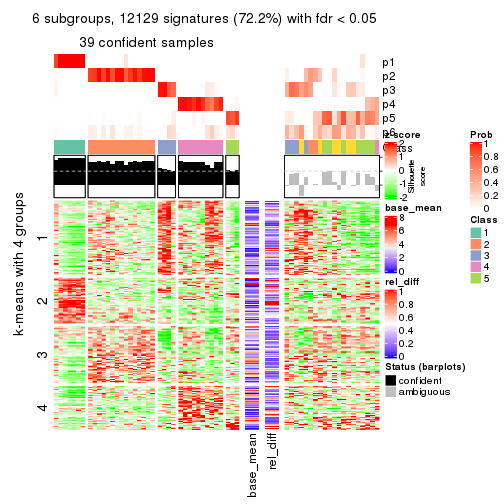 6 subgroups, 12129 signatures (72.2%) with fdr < 0.05
39 confident samples
p1
p2
p3
p4
p5
p6
Class
z-score
2
1
0
-1
-2
Silhouette
score
Prob
1
0.8
0.6
0.4
0.2
0
base_mean
8
6
4
2
0
Class
1
2
3
4
5
rel_diff
1
0.8
0.6
0.4
0.2
0
Status (barplots)
confident
ambiguous
k-means with 4 groups
1
2
3
4
base_mean
rel_diff